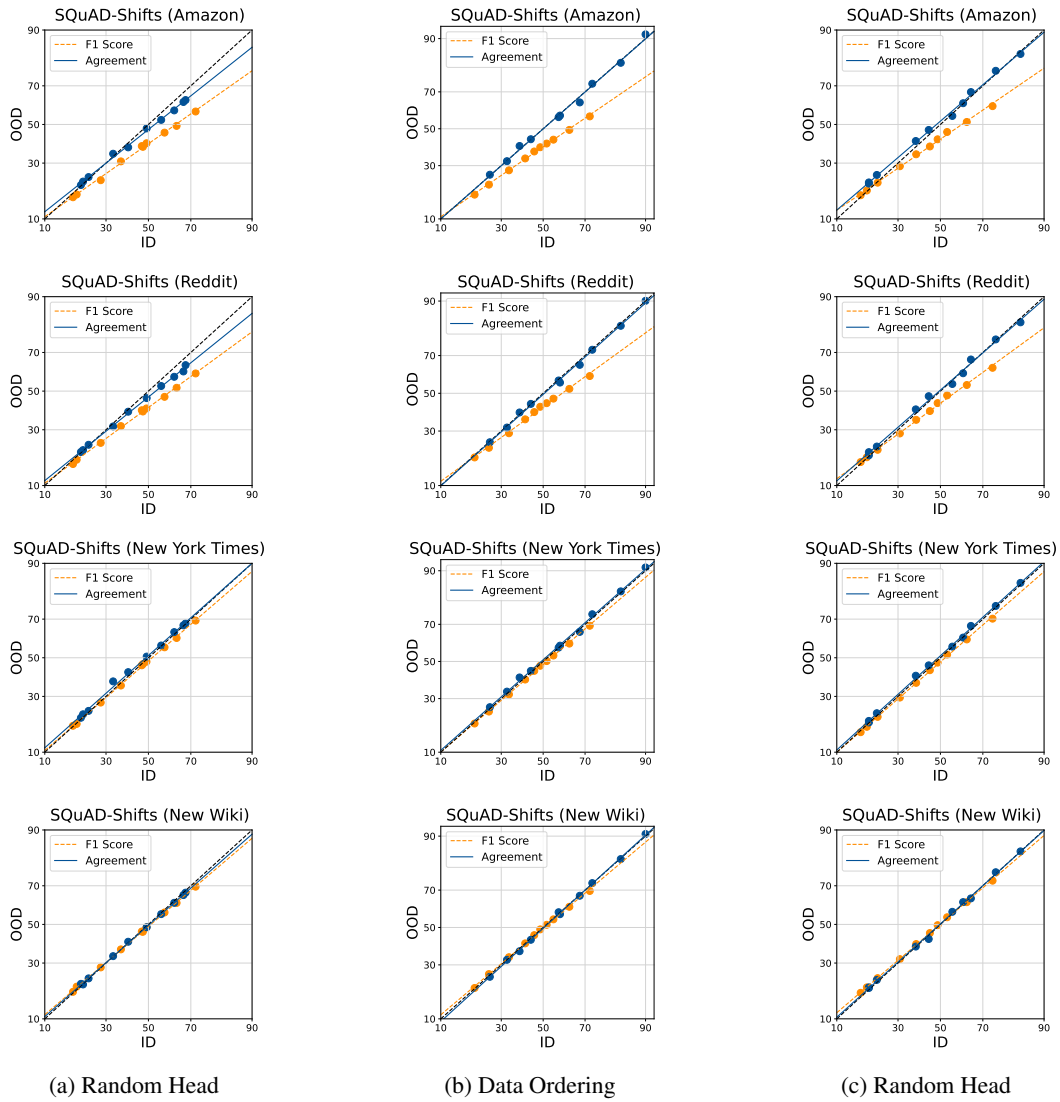 SQuAD-Shifts (Amazon) SQuAD-Shifts (Amazon) SQuAD-Shifts (Amazon)
F1 Score
Agreement
OOD
90
70
50
30
10
10 30 50 70 90
ID
F1 Score
Agreement
OOD
90
70
50
30
10
10 30 50 70 90
ID
F1 Score
Agreement
OOD
90
70
50
30
10
10 30 50 70 90
ID
SQuAD-Shifts (Reddit) SQuAD-Shifts (Reddit) SQuAD-Shifts (Reddit)
F1 Score
Agreement
OOD
90
70
50
30
10
10 30 50 70 90
ID
F1 Score
Agreement
OOD
90
70
50
30
10
10 30 50 70 90
ID
F1 Score
Agreement
OOD
90
70
50
30
10
10 30 50 70 90
ID
SQuAD-Shifts (New York Times) SQuAD-Shifts (New York Times) SQuAD-Shifts (New York Times)
F1 Score
Agreement
OOD
90
70
50
30
10
10 30 50 70 90
ID
F1 Score
Agreement
OOD
90
70
50
30
10
10 30 50 70 90
ID
F1 Score
Agreement
OOD
90
70
50
30
10
10 30 50 70 90
ID
SQuAD-Shifts (New Wiki) SQuAD-Shifts (New Wiki) SQuAD-Shifts (New Wiki)
F1 Score
Agreement
OOD
90
70
50
30
10
10 30 50 70 90
ID
F1 Score
Agreement
OOD
90
70
50
30
10
10 30 50 70 90
ID
F1 Score
Agreement
OOD
90
70
50
30
10
10 30 50 70 90
ID
(a) Random Head (b) Data Ordering (c) Random Head